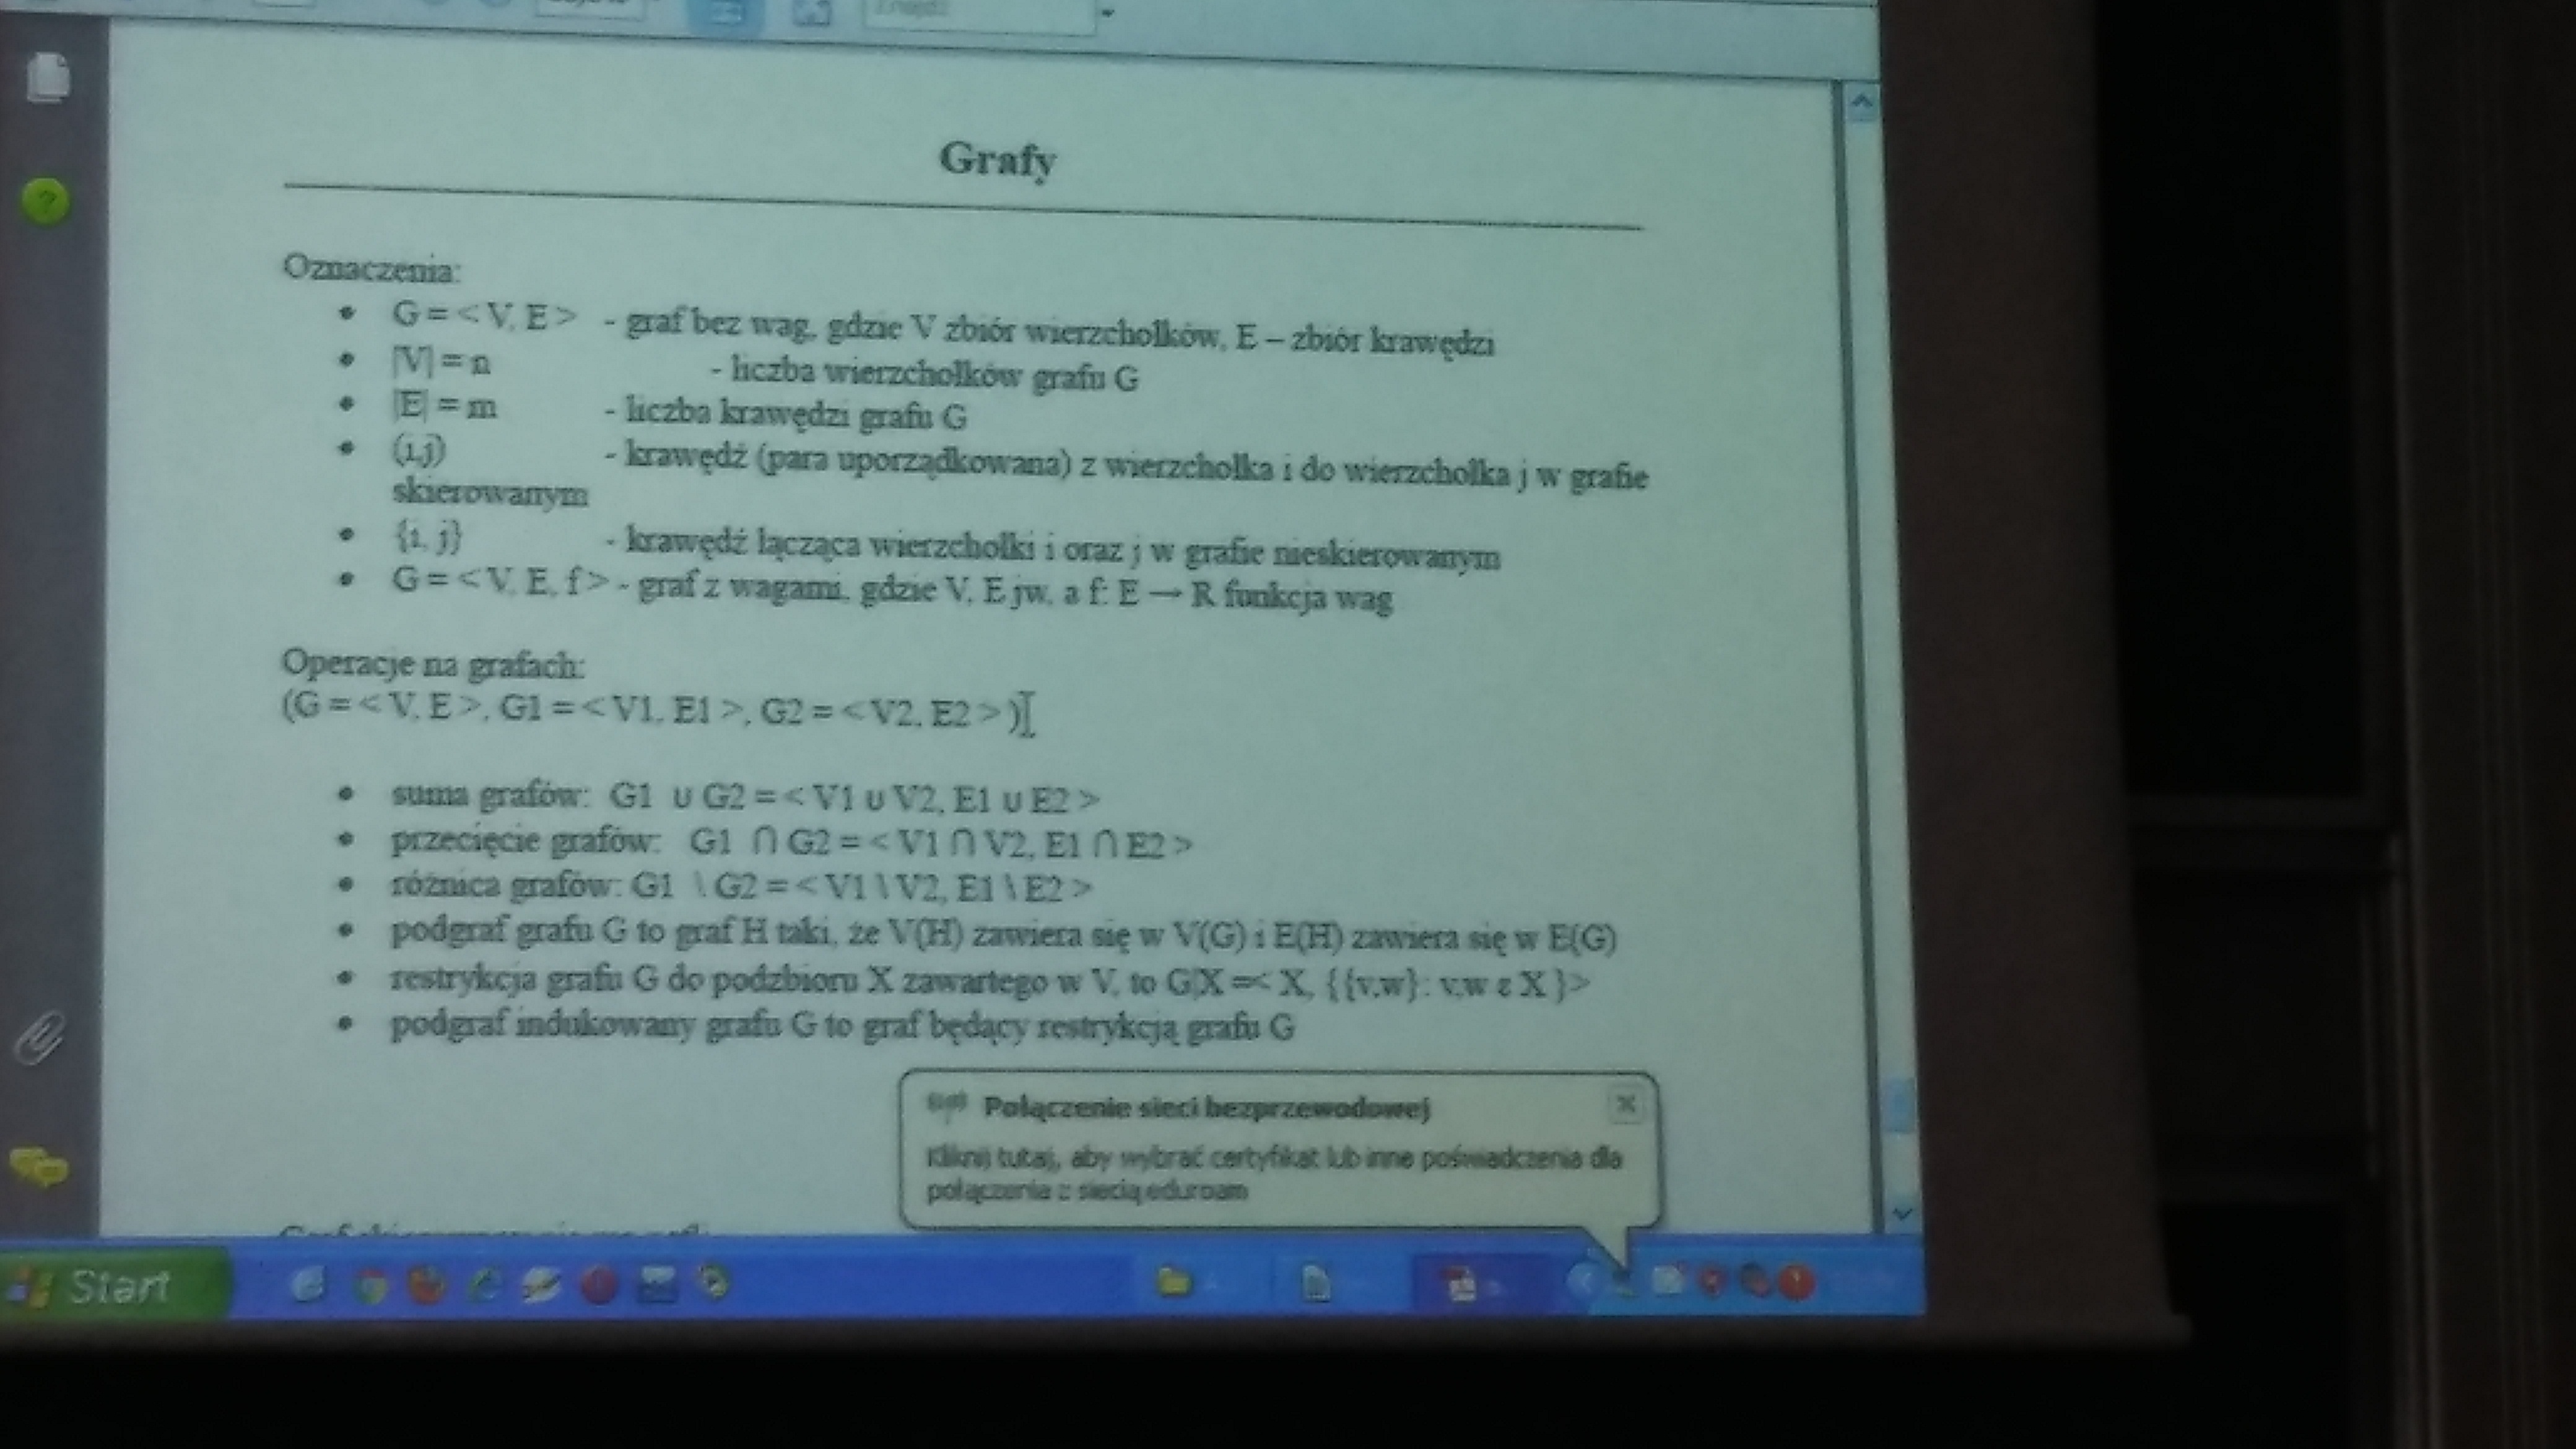 Grafy
Oznaczenia:
• G = < V, E > - graf bez wag, gdzie V zbiór wierzchołków, E – zbiór krawędzi
• |V| = n - liczba wierzchołków grafu G
• |E| = m - liczba krawędzi grafu G
• (i,j) - krawędź (para uporządkowana) z wierzchołka i do wierzchołka j w grafie
skierowanym
• {i, j} - krawędź łącząca wierzchołki i oraz j w grafie nieskierowanym
• G = < V, E, f > - graf z wagami, gdzie V, E jw. a f: E → R funkcja wag
Operacje na grafach:
(G = < V, E >, G1 = < V1, E1 >, G2 = < V2, E2 > )
• suma grafów: G1 ∪ G2 = < V1 ∪ V2, E1 ∪ E2 >
• przecięcie grafów: G1 ∩ G2 = < V1 ∩ V2, E1 ∩ E2 >
• różnica grafów: G1 \ G2 = < V1 \ V2, E1 \ E2 >
• podgraf grafu G to graf H taki, że V(H) zawiera się w V(G) i E(H) zawiera się w E(G)
• restrykcja grafu G do podzbioru X zawartego w V, to G|X =< X, { {v,w} : v,w ε X }>
• podgraf indukowany grafu G to graf będący restrykcją grafu G
Połączenie sieci bezprzewodowej
Kliknij tutaj, aby wybrać certyfikat lub inne poświadczenia dla
połączenia z siecią eduroam
Start